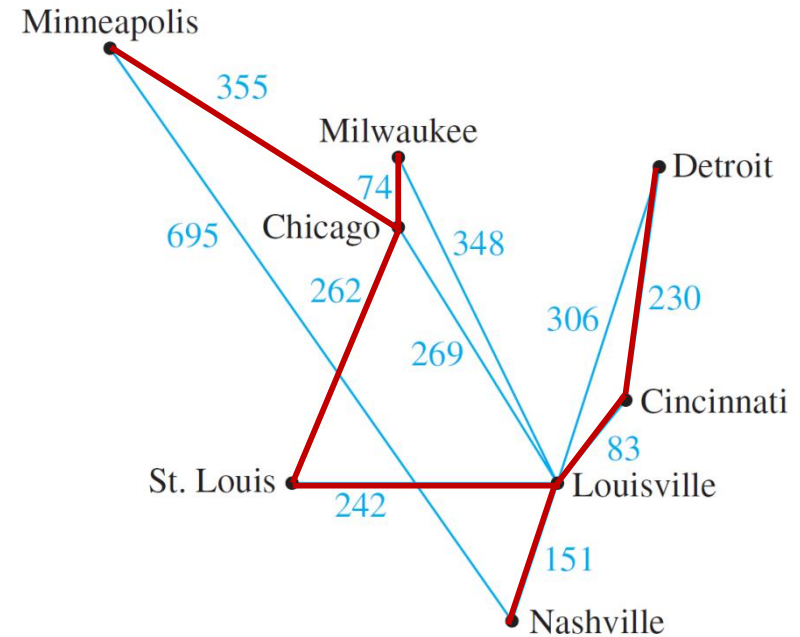 Minneapolis
355
Milwaukee
74
Detroit
Chicago
695
348
262
230
306
269
Cincinnati
83
St. Louis
Louisville
242
151
Nashville